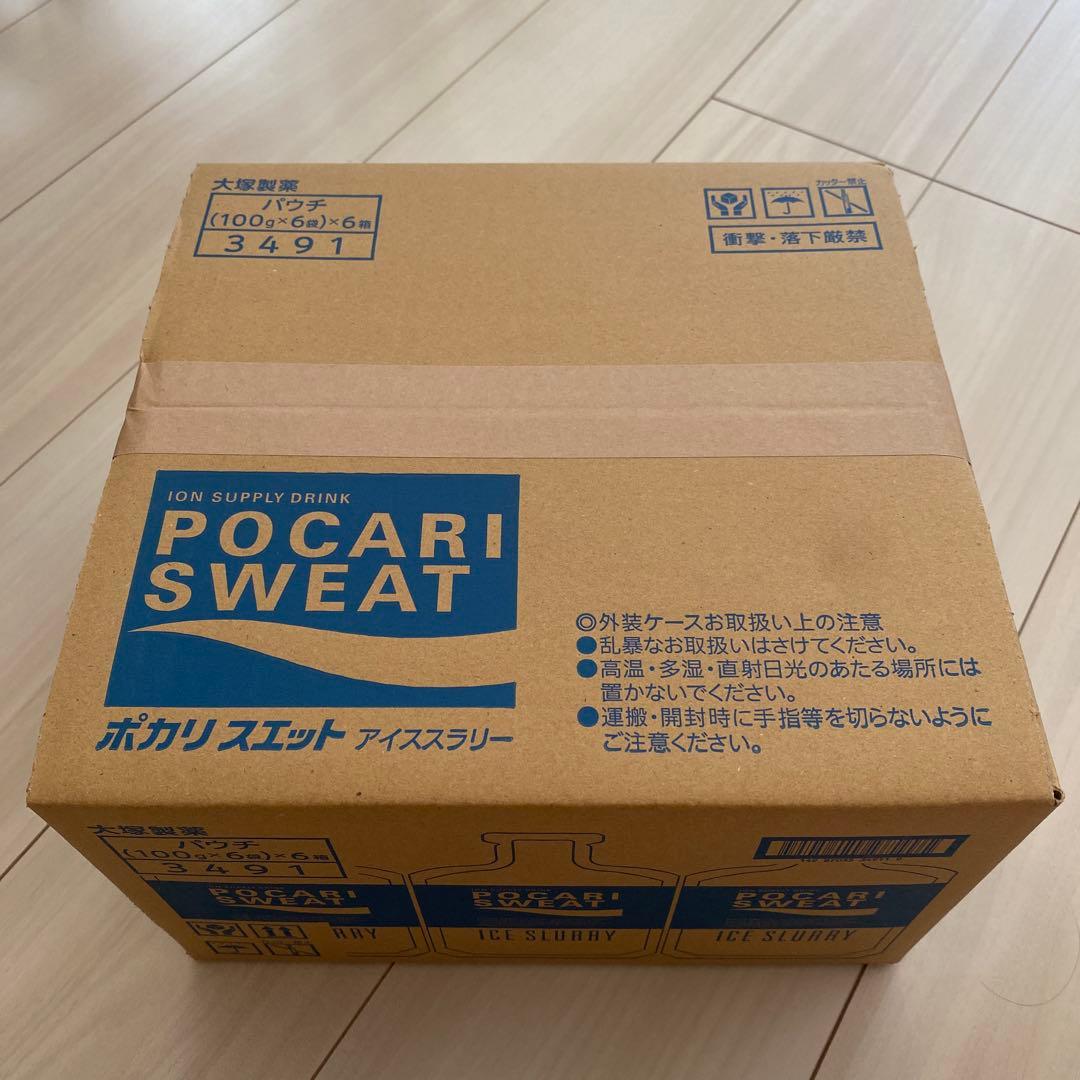 大塚製薬
パウチ
(100g×6袋)×6箱
3491
カッター禁止
衝撃・落下厳禁
ION SUPPLY DRINK
POCARI
SWEAT
ポカリスエット アイススラリー
◎外装ケースお取扱い上の注意
●乱暴なお取扱いはさけてください。
●高温・多湿・直射日光のあたる場所には
置かないでください。
●運搬・開封時に手指等を切らないように
ご注意ください。
大塚製薬
パウチ
(100g×6袋)×6箱
3491
POCARI
SWEAT
RRY
POCARI
SWEAT
ICE SLURRY
POCARI
SWEAT
ICE SLURRY